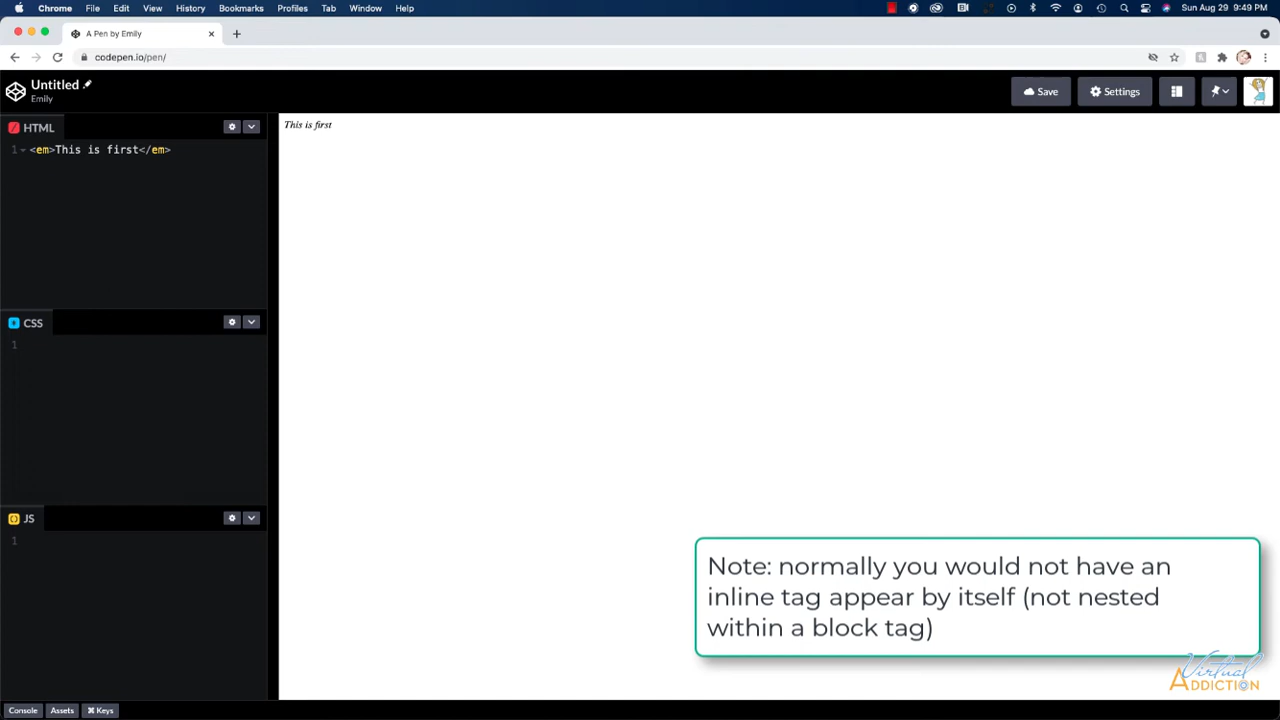 Chrome File Edit View History Bookmarks Profiles Tab Window Help Sun Aug 29 9:49 PM
A Pen by Emily
codepen.io/pen/
Untitled
Emily
Save Settings
HTML
1 <em>This is first</em>
This is first
CSS
1
JS
1
Note: normally you would not have an
inline tag appear by itself (not nested
within a block tag)
Virtual
ADDICTION
Console Assets ⌘ Keys